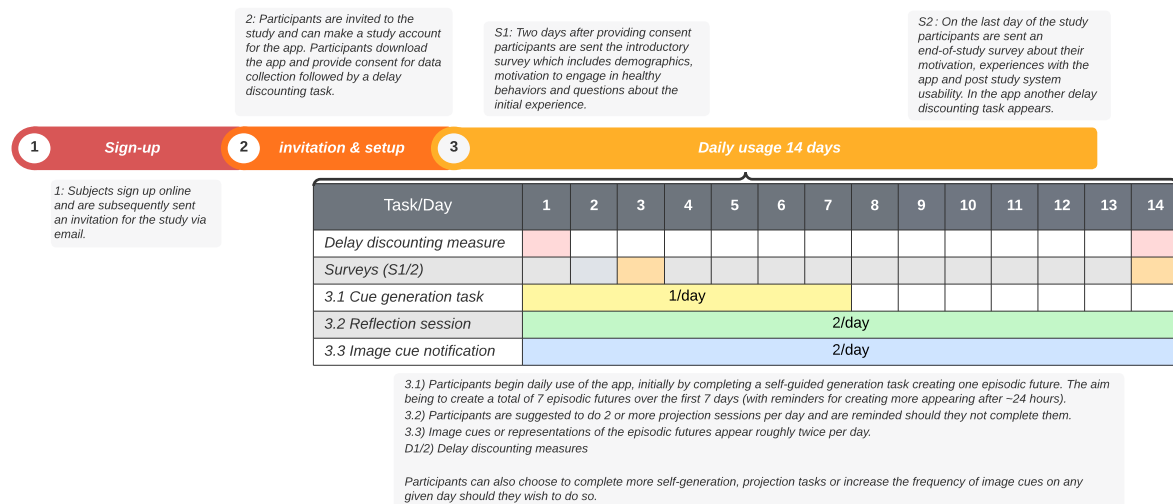 2: Participants are invited to the
study and can make a study account
for the app. Participants download
the app and provide consent for data
collection followed by a delay
discounting task.
S1: Two days after providing consent
participants are sent the introductory
survey which includes demographics,
motivation to engage in healthy
behaviors and questions about the
initial experience.
S2: On the last day of the study
participants are sent an
end-of-study survey about their
motivation, experiences with the
app and post study system
usability. In the app another delay
discounting task appears.
1 Sign-up 2 invitation & setup 3 Daily usage 14 days
1: Subjects sign up online
and are subsequently sent
an invitation for the study via
email.
Task/Day 1 2 3 4 5 6 7 8 9 10 11 12 13 14
Delay discounting measure
Surveys (S1/2)
3.1 Cue generation task 1/day
3.2 Reflection session 2/day
3.3 Image cue notification 2/day
3.1) Participants begin daily use of the app, initially by completing a self-guided generation task creating one episodic future. The aim
being to create a total of 7 episodic futures over the first 7 days (with reminders for creating more appearing after ~24 hours).
3.2) Participants are suggested to do 2 or more projection sessions per day and are reminded should they not complete them.
3.3) Image cues or representations of the episodic futures appear roughly twice per day.
D1/2) Delay discounting measures
Participants can also choose to complete more self-generation, projection tasks or increase the frequency of image cues on any
given day should they wish to do so.